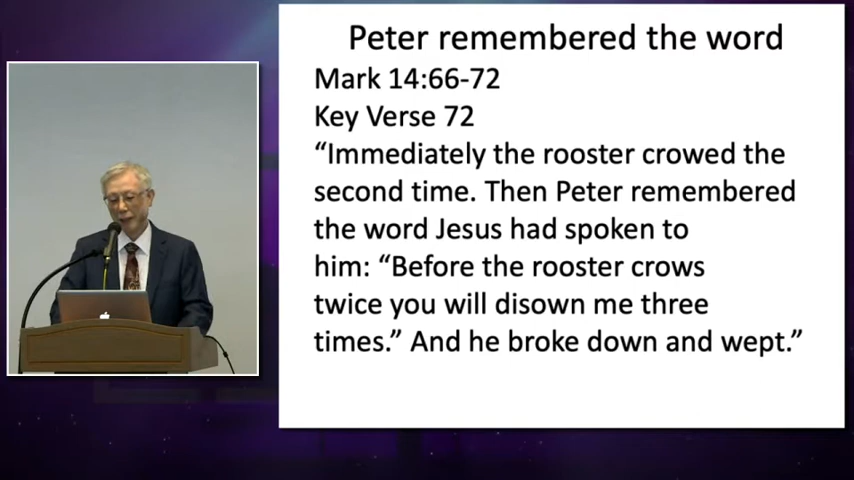 Peter remembered the word
Mark 14:66-72
Key Verse 72
“Immediately the rooster crowed the
second time. Then Peter remembered
the word Jesus had spoken to
him: “Before the rooster crows
twice you will disown me three
times.” And he broke down and wept.”